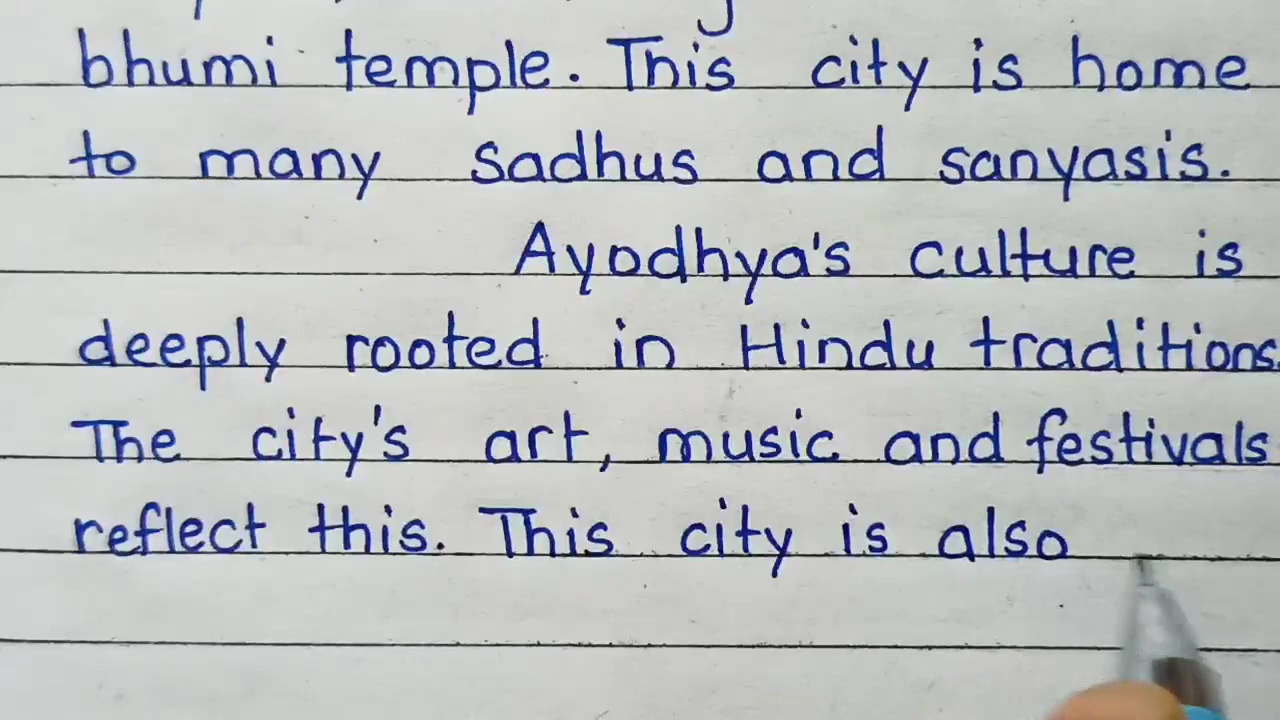 bhumi temple. This city is home
to many sadhus and sanyasis.
Ayodhya's culture is
deeply rooted in Hindu traditions.
The city's art, music and festivals
reflect this. This city is also